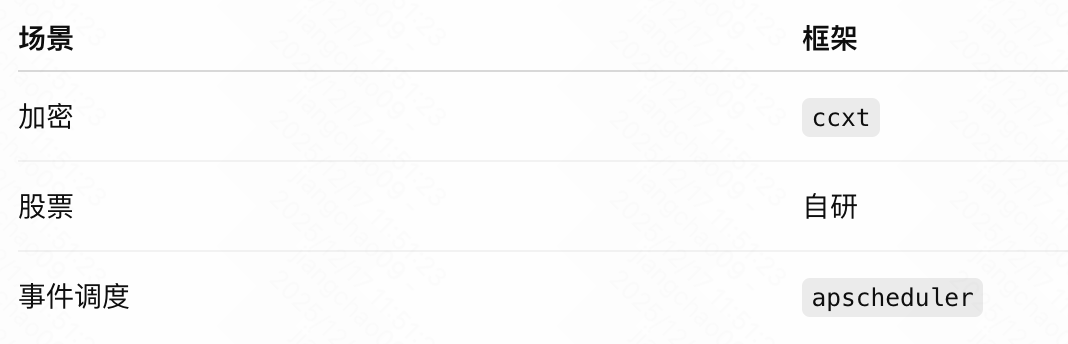 场景 框架
加密 ccxt
股票 自研
事件调度 apscheduler